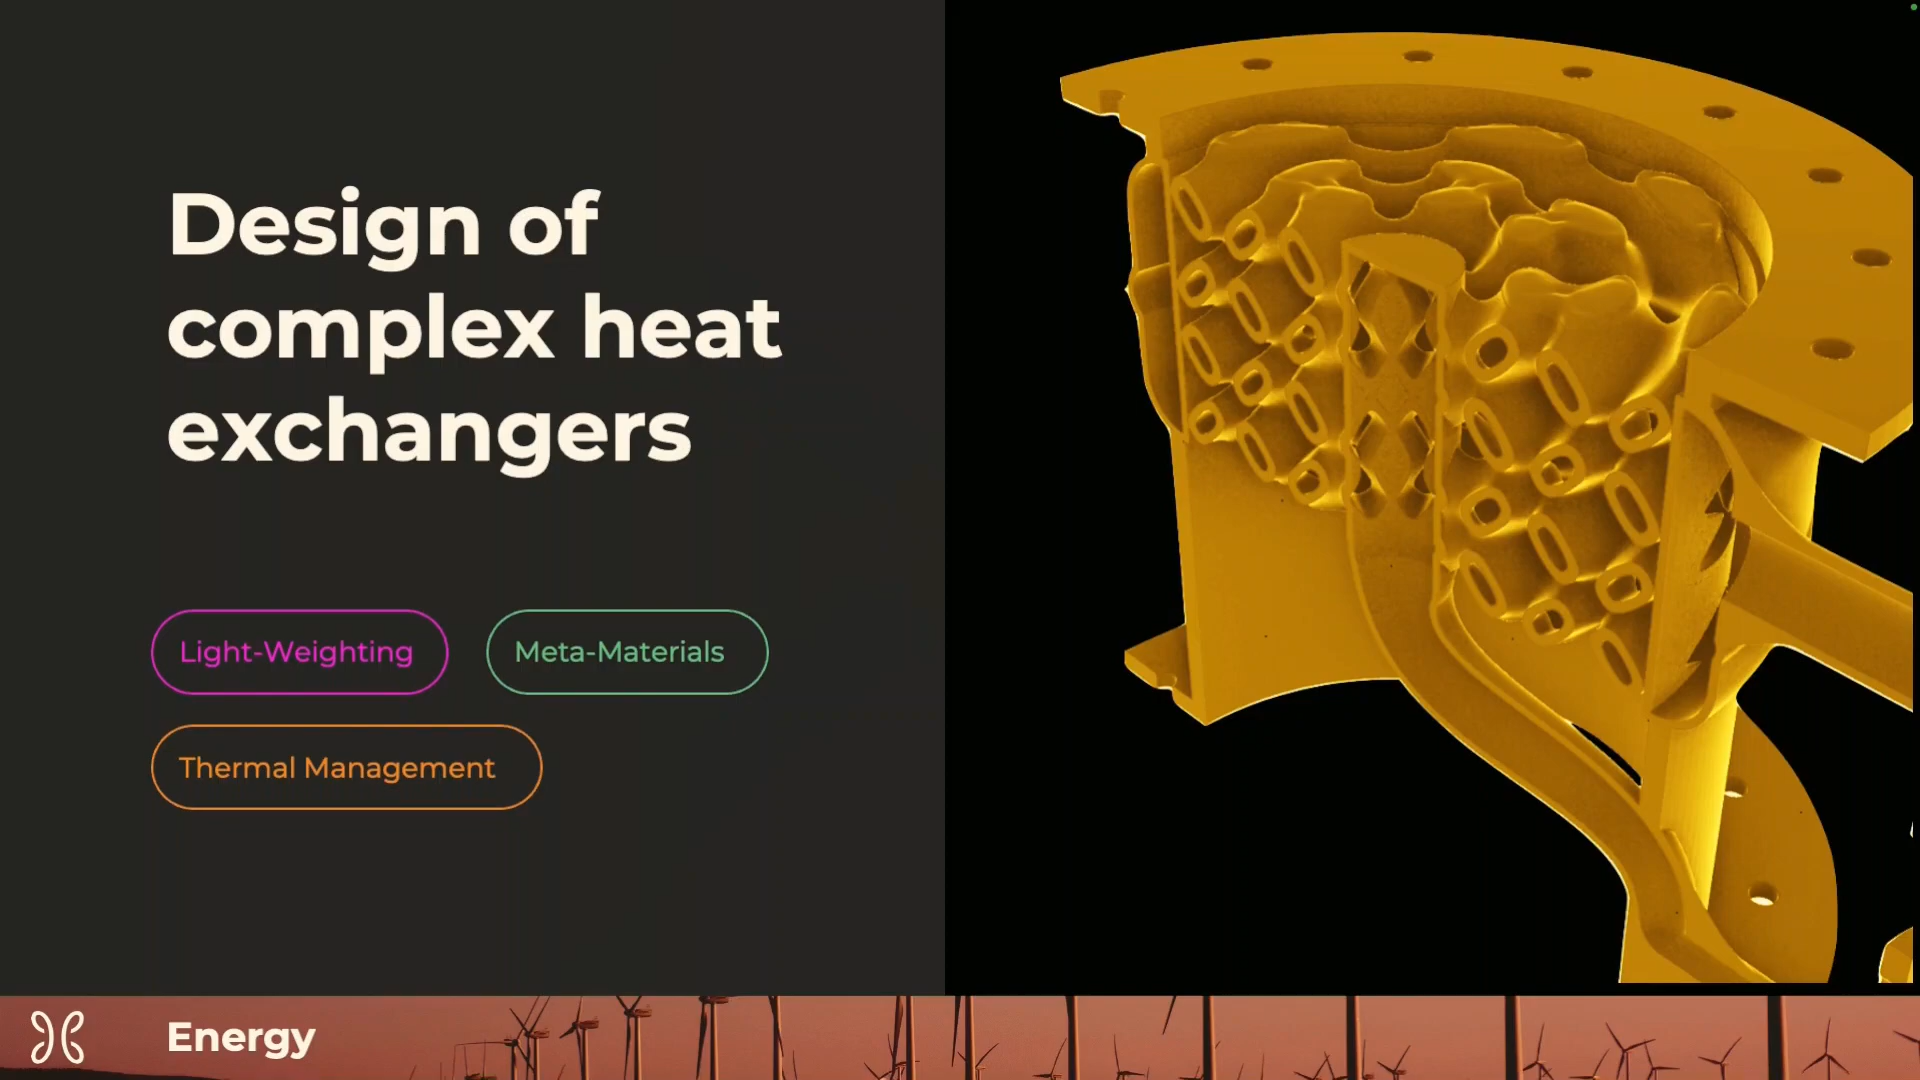 Design of
complex heat
exchangers
Light-Weighting
Meta-Materials
Thermal Management
Energy